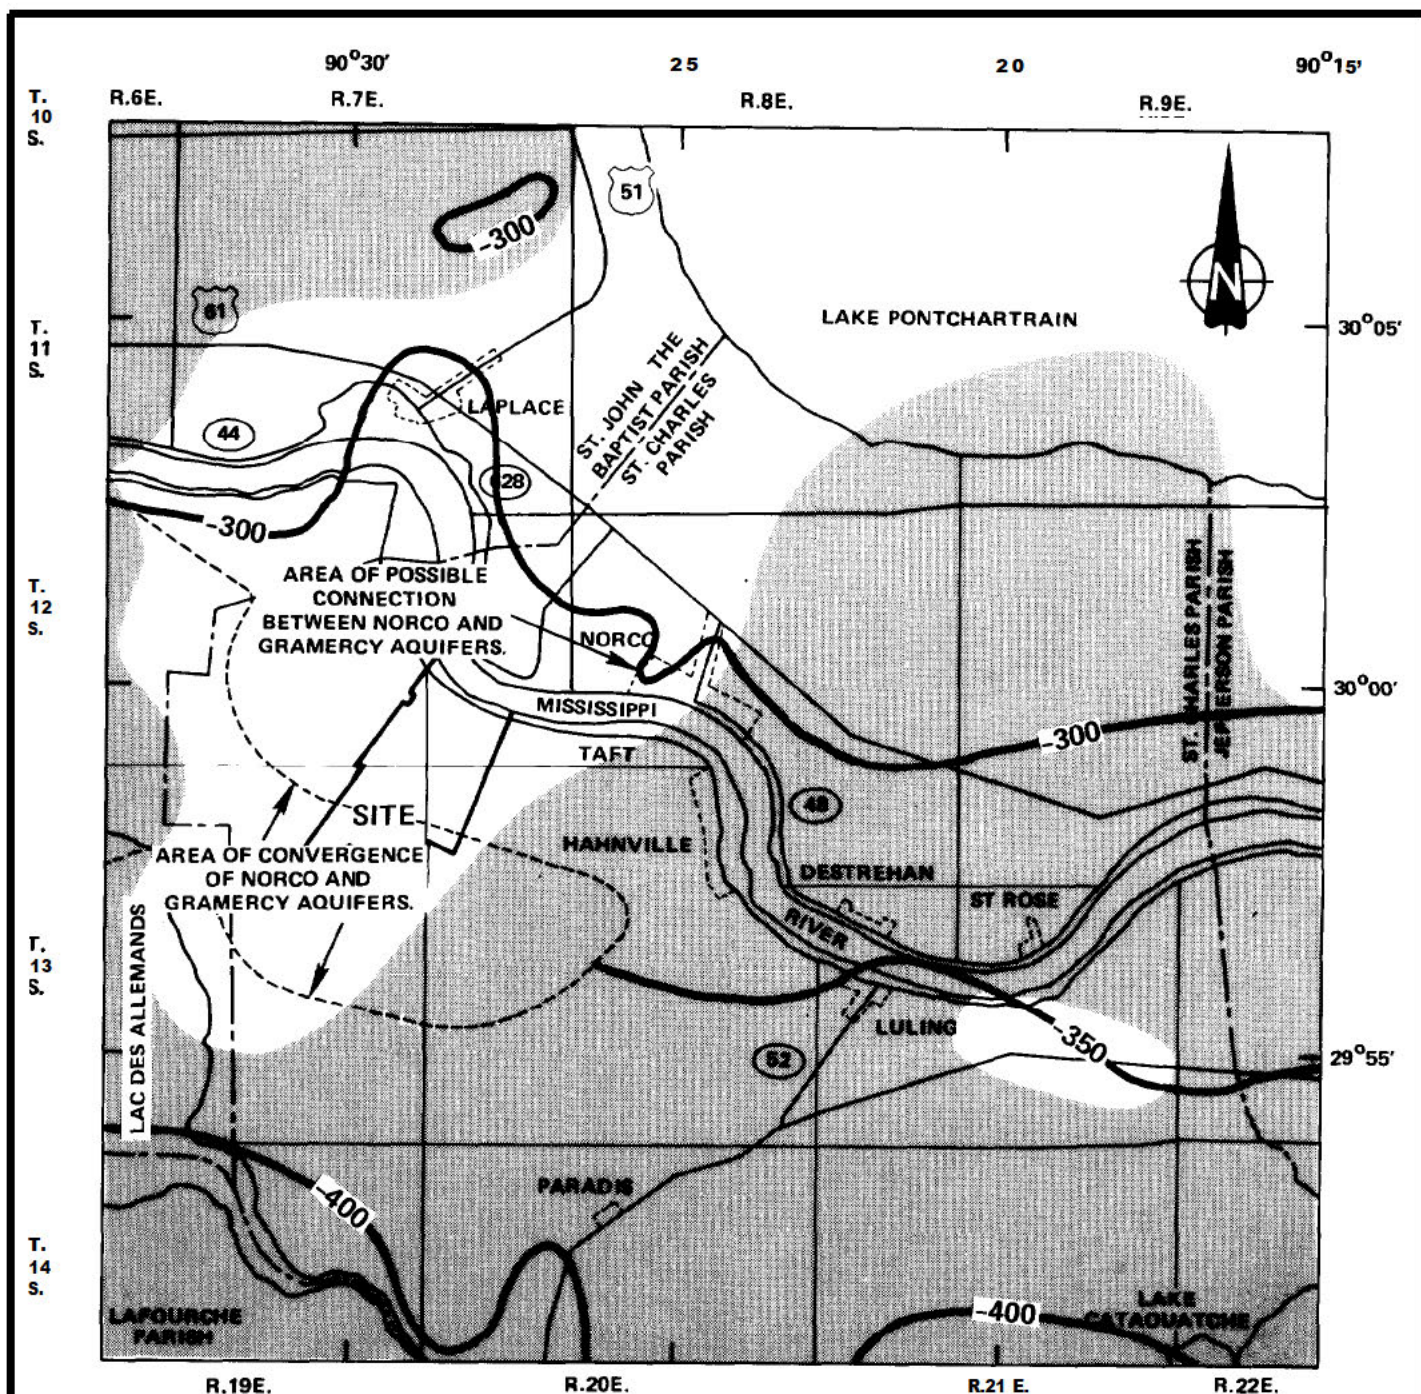 90°30'
25
20
90°15'
T.
10
S.
R.6E.
R.7E.
R.8E.
R.9E.
51
-300
61
LAKE PONTCHARTRAIN
N
30°05'
T.
11
S.
ST. JOHN THE
BAPTIST PARISH
ST. CHARLES
PARISH
LAPLACE
44
628
-300
AREA OF POSSIBLE
CONNECTION
BETWEEN NORCO AND
GRAMERCY AQUIFERS.
T.
12
S.
NORCO
ST. CHARLES PARISH
JEFFERSON PARISH
30°00'
MISSISSIPPI
-300
TAFT
SITE
48
HAHNVILLE
AREA OF CONVERGENCE
OF NORCO AND
GRAMERCY AQUIFERS.
DESTREHAN
ST ROSE
RIVER
T.
13
S.
LAC DES ALLEMANDS
LULING
-350
52
29°55'
PARADIS
-400
T.
14
S.
LAFOURCHE
PARISH
-400
LAKE
CATAOUATCHE
R.19E.
R.20E.
R.21 E.
R.22E.